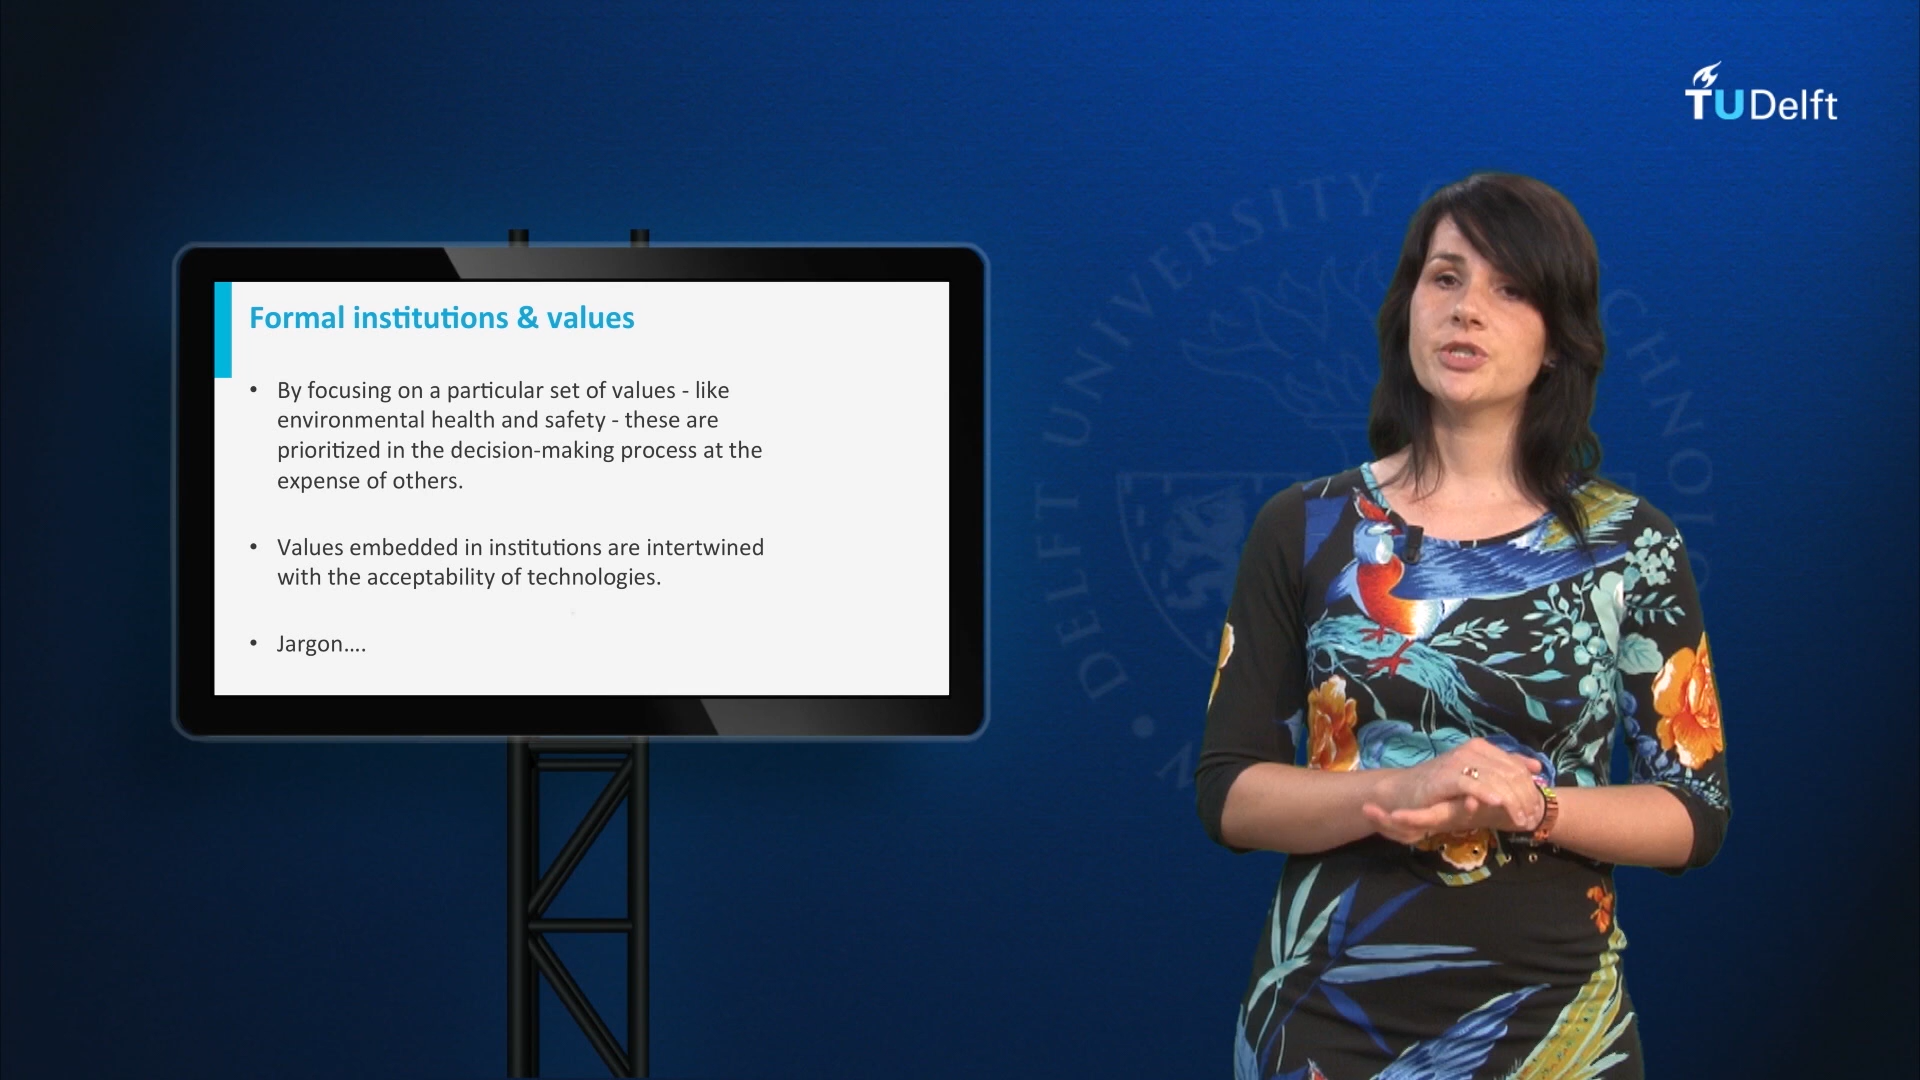 TUDelft
DELFT UNIVERSITY
Formal institutions & values
• By focusing on a particular set of values - like
environmental health and safety - these are
prioritized in the decision-making process at the
expense of others.
• Values embedded in institutions are intertwined
with the acceptability of technologies.
• Jargon....